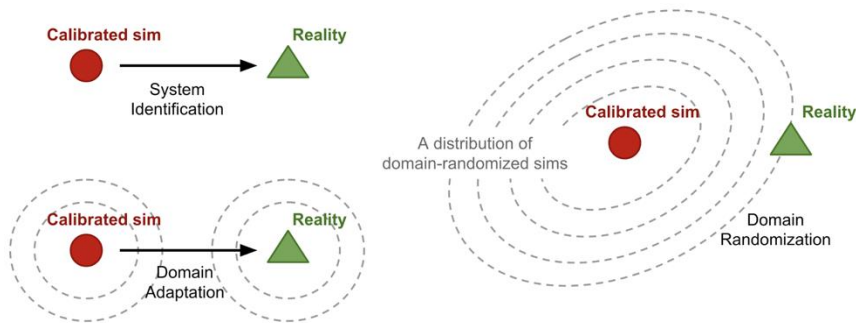 Calibrated sim
Reality
System
Identification
Calibrated sim
Reality
Domain
Adaptation
A distribution of
domain-randomized sims
Calibrated sim
Reality
Domain
Randomization